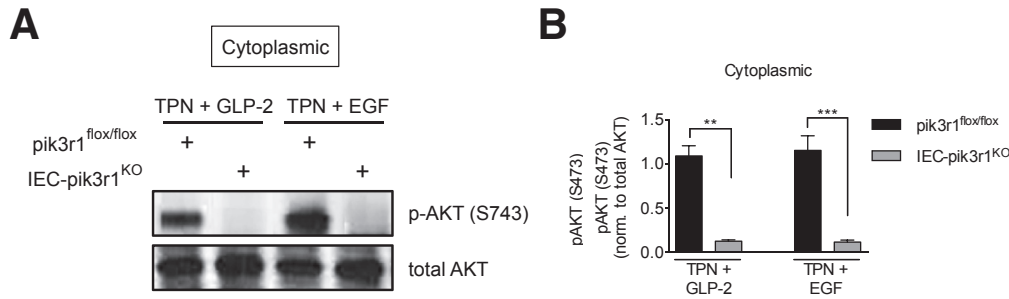 A
Cytoplasmic
TPN + GLP-2 TPN + EGF
pik3r1flox/flox + +
IEC-pik3r1KO + +
p-AKT (S743)
total AKT
B
Cytoplasmic
pAKT (S473)
pAKT (S473)
(norm. to total AKT)
1.5
1.0
0.5
0.0
** ***
TPN + TPN +
GLP-2 EGF
pik3r1flox/flox
IEC-pik3r1KO